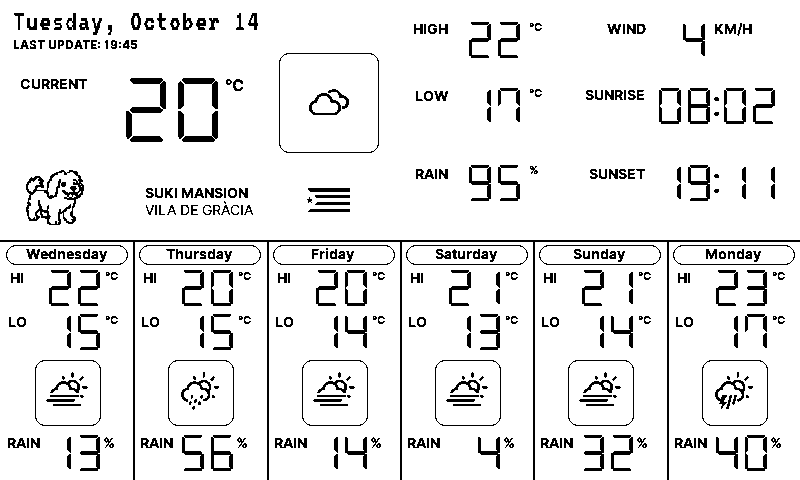 Tuesday, October 14
LAST UPDATE: 19:45
CURRENT 20 °C
HIGH 22 °C
LOW 17 °C
RAIN 95 %
WIND 4 KM/H
SUNRISE 08:02
SUNSET 19:11
SUKI MANSION
VILA DE GRÀCIA
Wednesday
HI 22 °C
LO 15 °C
RAIN 13 %
Thursday
HI 20 °C
LO 15 °C
RAIN 56 %
Friday
HI 20 °C
LO 14 °C
RAIN 14 %
Saturday
HI 21 °C
LO 13 °C
RAIN 4 %
Sunday
HI 21 °C
LO 14 °C
RAIN 32 %
Monday
HI 23 °C
LO 17 °C
RAIN 40 %